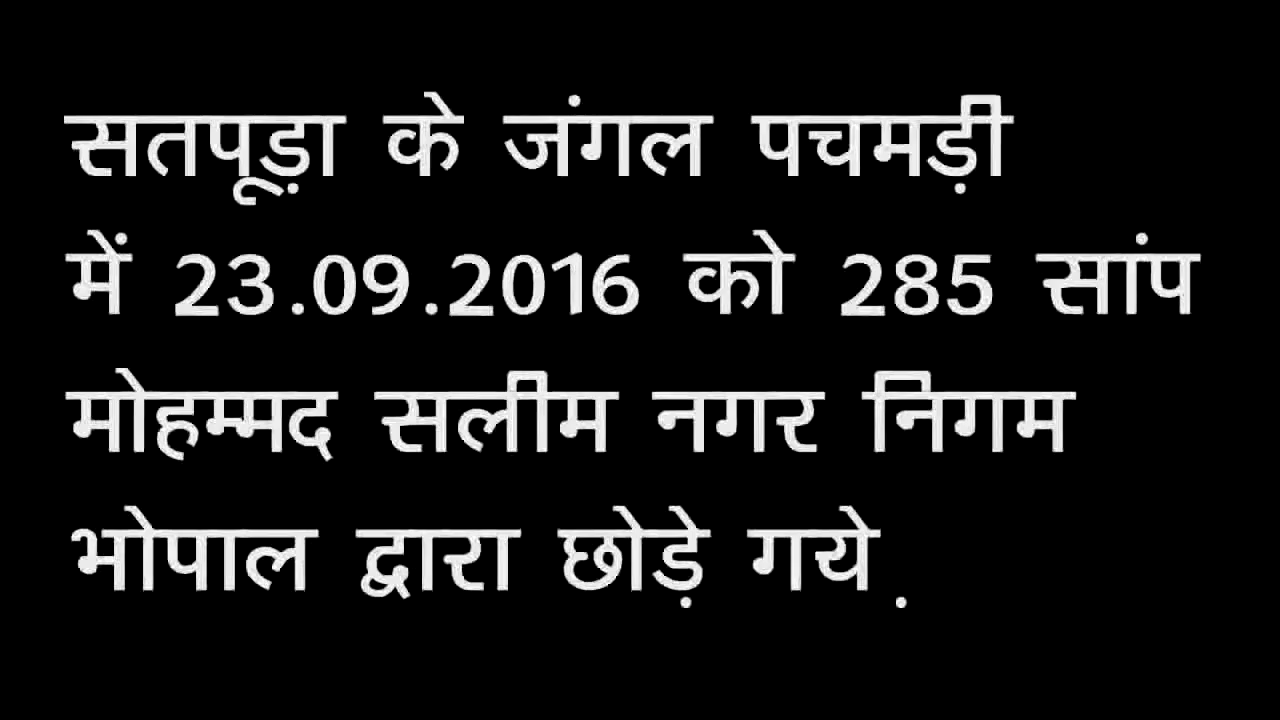 सतपूड़ा के जंगल पचमड़ी
में 23.09.2016 को 285 सांप
मोहम्मद सलीम नगर निगम
भोपाल द्वारा छोड़े गये.